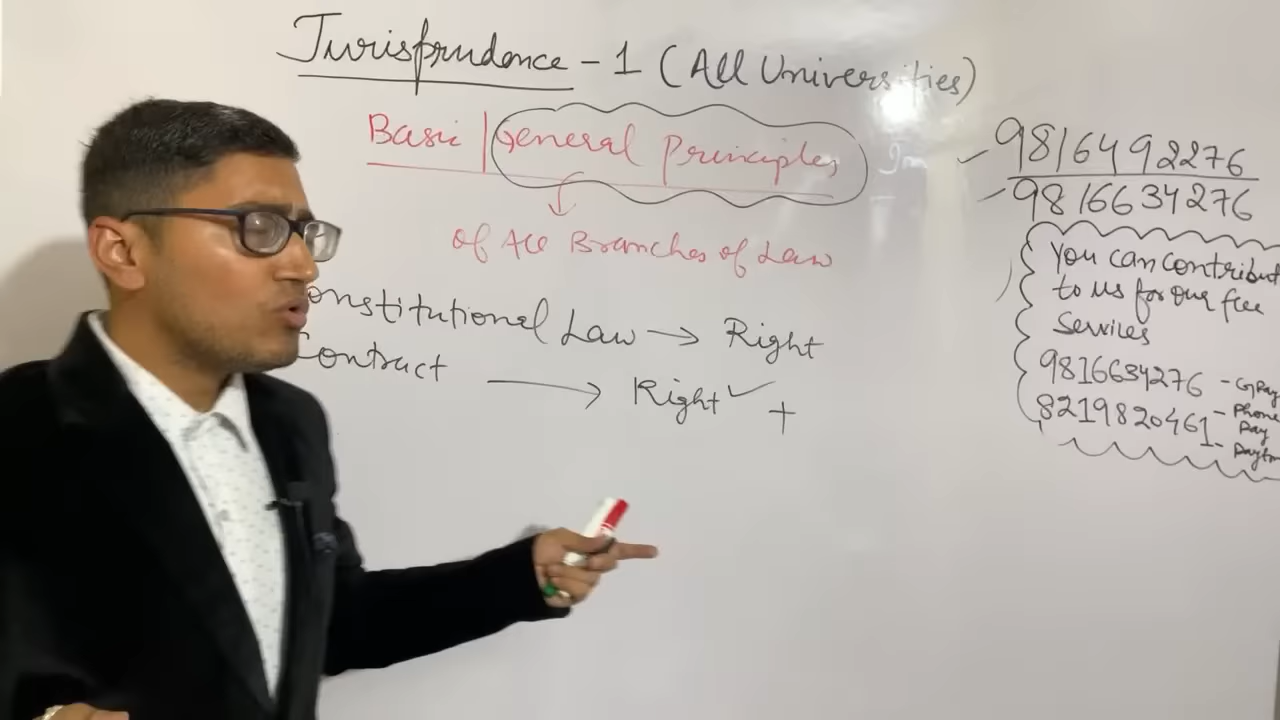 Jurisprudence - 1 (All Universities)
Basic | General Principles
of All Branches of Law
onstitutional Law → Right
Contract → Right ✓ +
✓ 9816492276
9816634276
You can contribut
to us for our free
Services
9816634276 - GPay
8219820461 - Phone
Pay
- Paytm